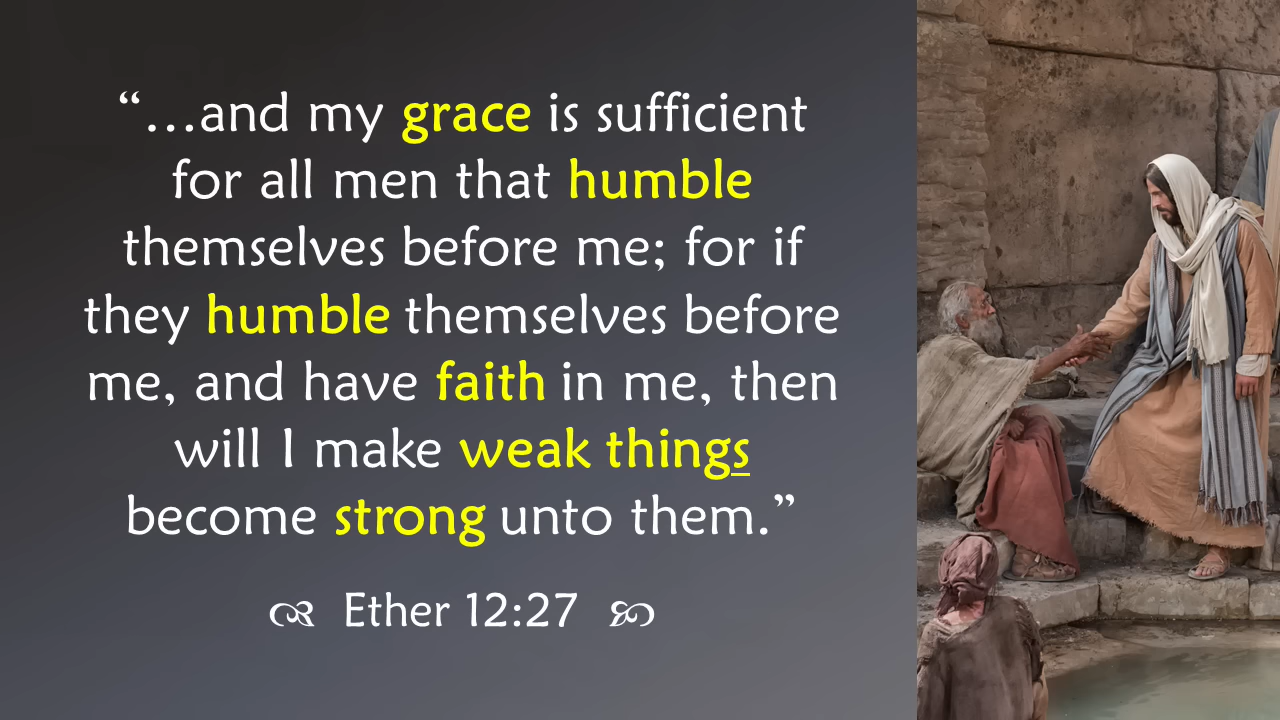 “…and my grace is sufficient
for all men that humble
themselves before me; for if
they humble themselves before
me, and have faith in me, then
will I make weak things
become strong unto them.”
Ether 12:27